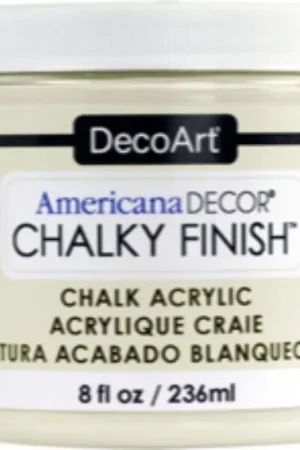 DecoArt®
AmericanaDECOR®
CHALKY FINISH™
CHALK ACRYLIC
ACRYLIQUE CRAIE
TURA ACABADO BLANQUEC
8 fl oz / 236ml